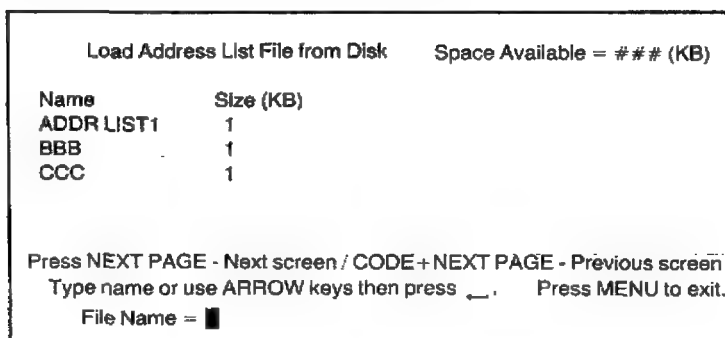 Load Address List File from Disk Space Available = ### (KB)
Name Size (KB)
ADDR LIST1 1
BBB 1
CCC 1
Press NEXT PAGE - Next screen / CODE+NEXT PAGE - Previous screen
Type name or use ARROW keys then press ↵. Press MENU to exit.
File Name =